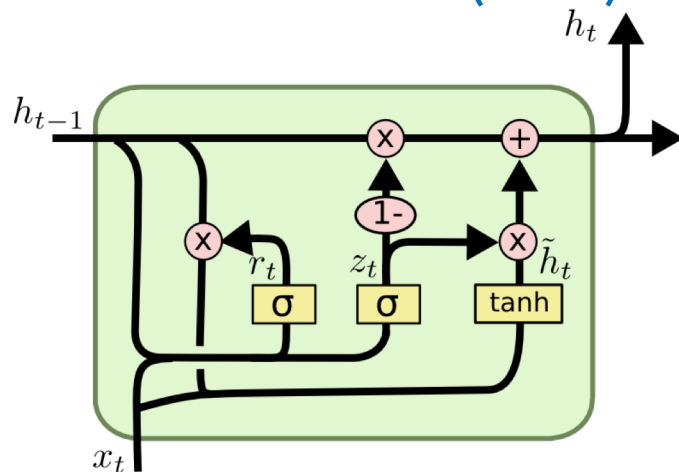 h_t
h_{t-1}
x
+
1-
x
r_t
z_t
x
h̃_t
σ
σ
tanh
x_t